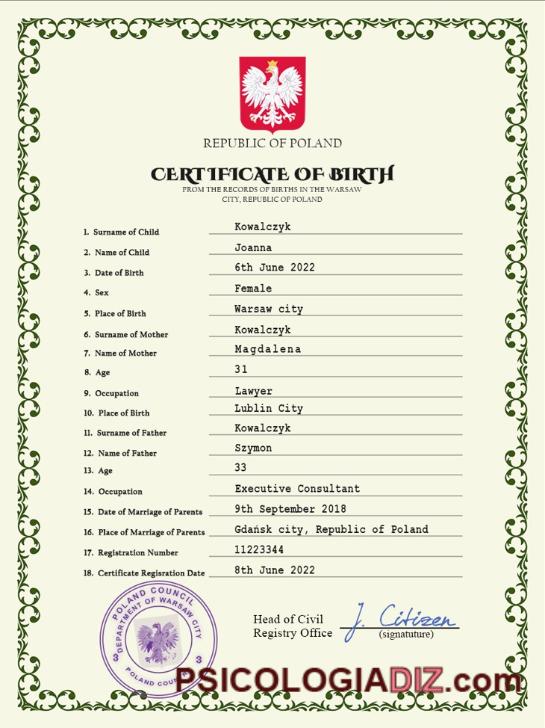 REPUBLIC OF POLAND
CERTIFICATE OF BIRTH
FROM THE RECORDS OF BIRTHS IN THE WARSAW
CITY, REPUBLIC OF POLAND
1. Surname of Child Kowalczyk
2. Name of Child Joanna
3. Date of Birth 6th June 2022
4. Sex Female
5. Place of Birth Warsaw city
6. Surname of Mother Kowalczyk
7. Name of Mother Magdalena
8. Age 31
9. Occupation Lawyer
10. Place of Birth Lublin City
11. Surname of Father Kowalczyk
12. Name of Father Szymon
13. Age 33
14. Occupation Executive Consultant
15. Date of Marriage of Parents 9th September 2018
16. Place of Marriage of Parents Gdańsk city, Republic of Poland
17. Registration Number 11223344
18. Certificate Regisration Date 8th June 2022
POLAND COUNCIL
DEPARTMENT OF WARSAW CITY
3 3
POLAND
Head of Civil
Registry Office
J. Citizen
(signatuture)
PSICOLOGIADIZ.com